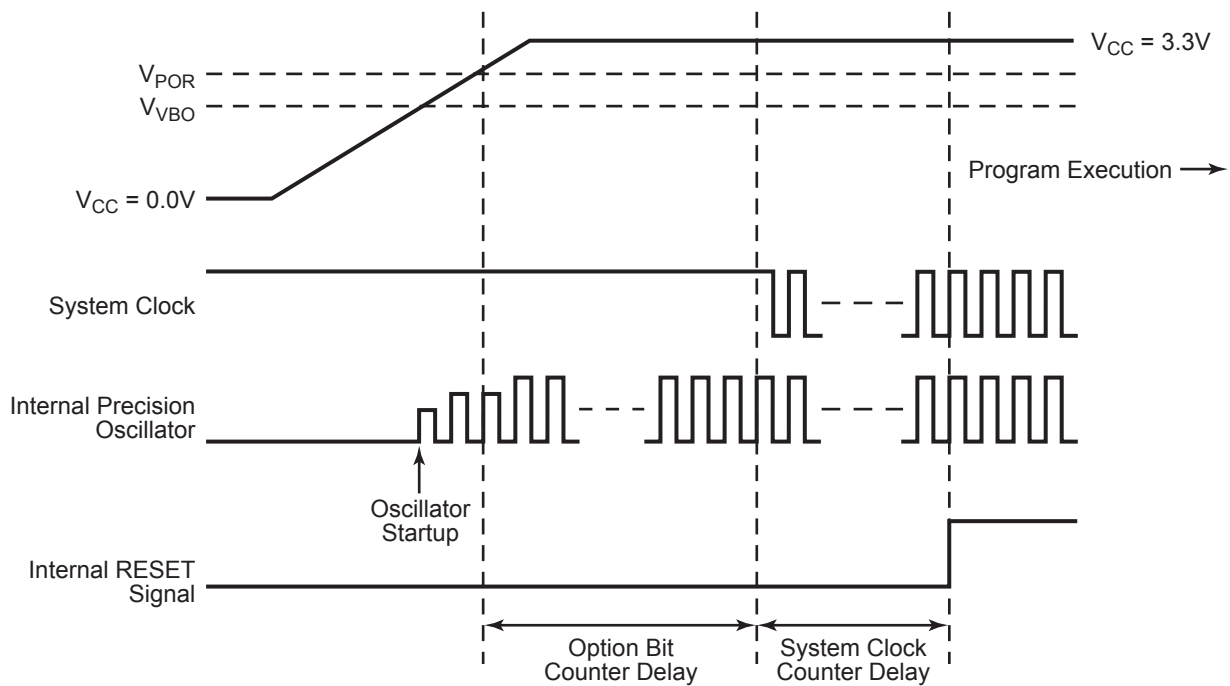 V_CC = 3.3V
V_POR
V_VBO
Program Execution
V_CC = 0.0V
System Clock
Internal Precision
Oscillator
Oscillator
Startup
Internal RESET
Signal
Option Bit
Counter Delay
System Clock
Counter Delay